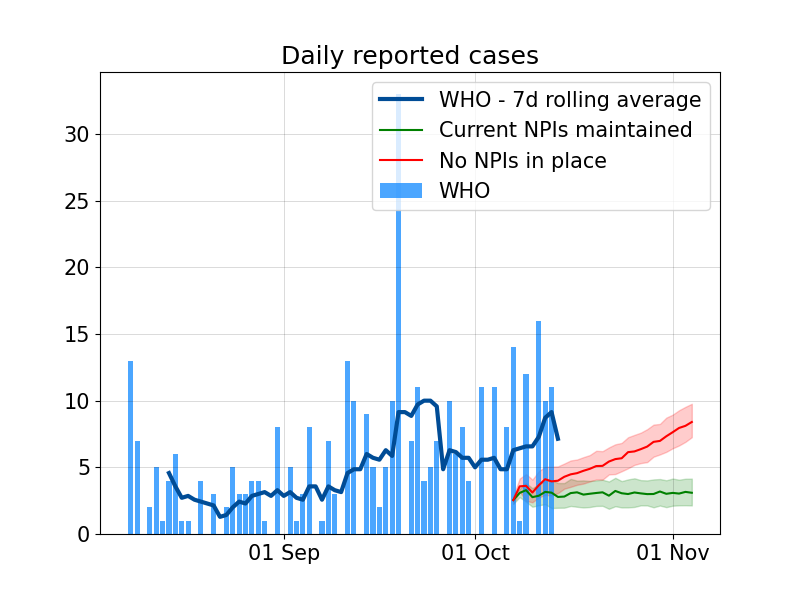 Daily reported cases
WHO - 7d rolling average
Current NPIs maintained
No NPIs in place
WHO
30
25
20
15
10
5
0
01 Sep
01 Oct
01 Nov